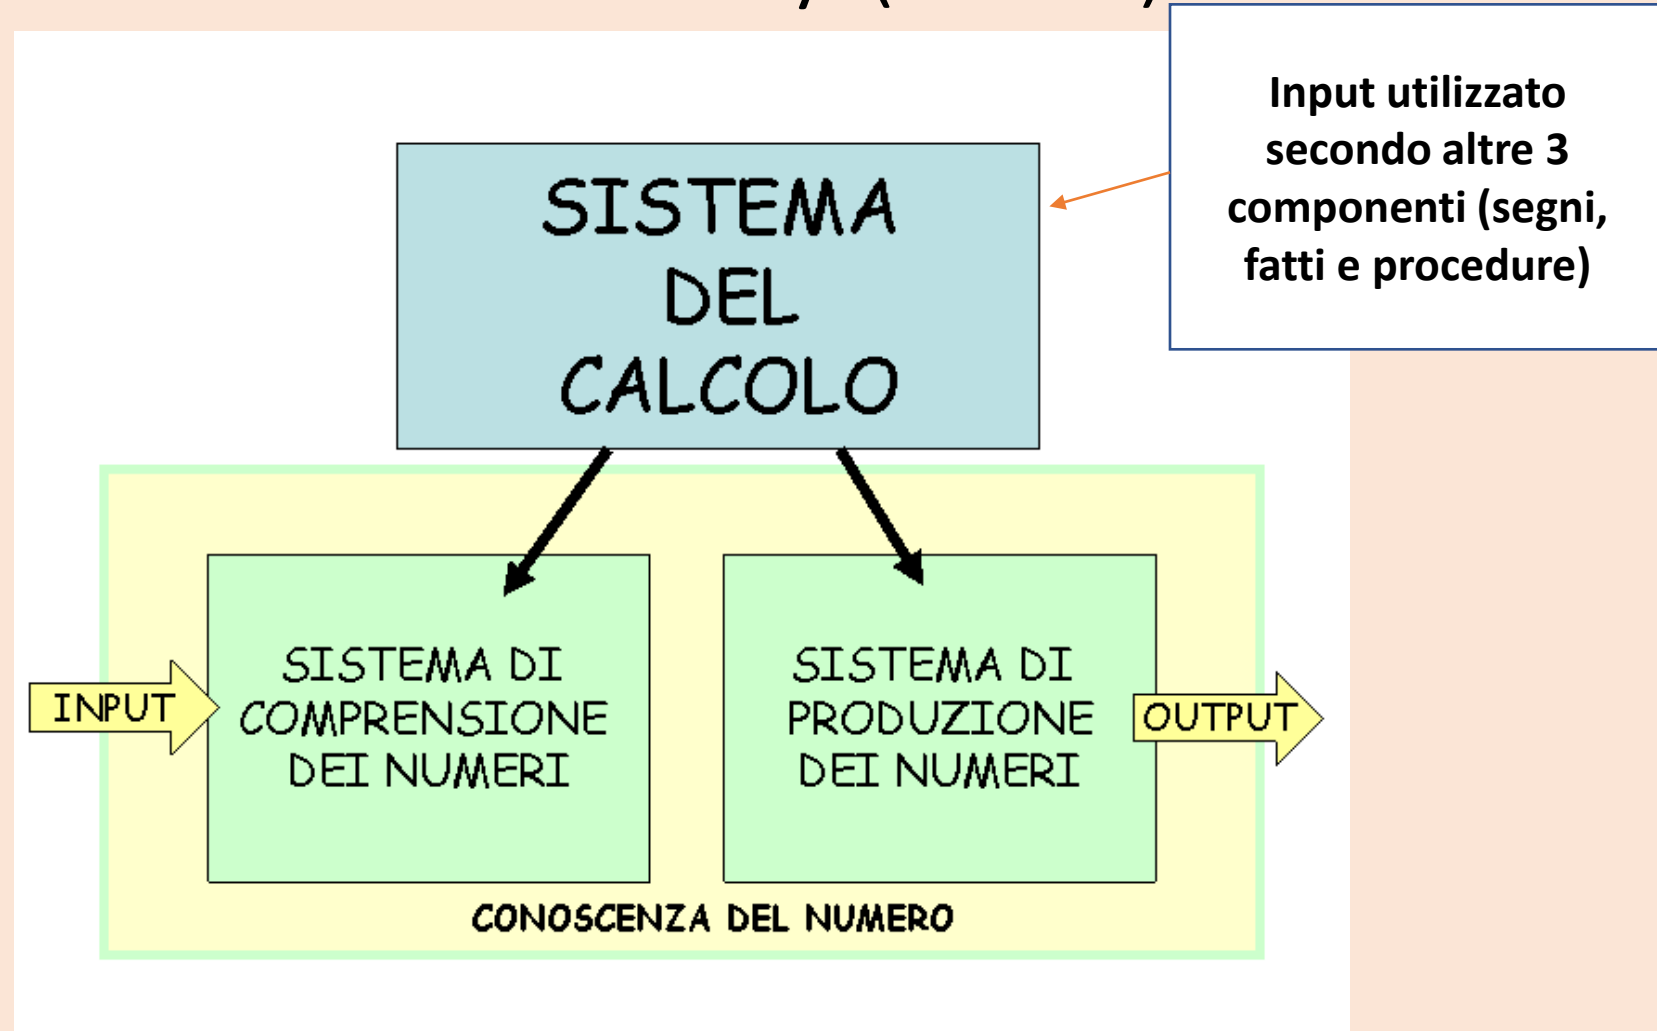 Input utilizzato
secondo altre 3
componenti (segni,
fatti e procedure)
SISTEMA
DEL
CALCOLO
INPUT
SISTEMA DI
COMPRENSIONE
DEI NUMERI
SISTEMA DI
PRODUZIONE
DEI NUMERI
OUTPUT
CONOSCENZA DEL NUMERO